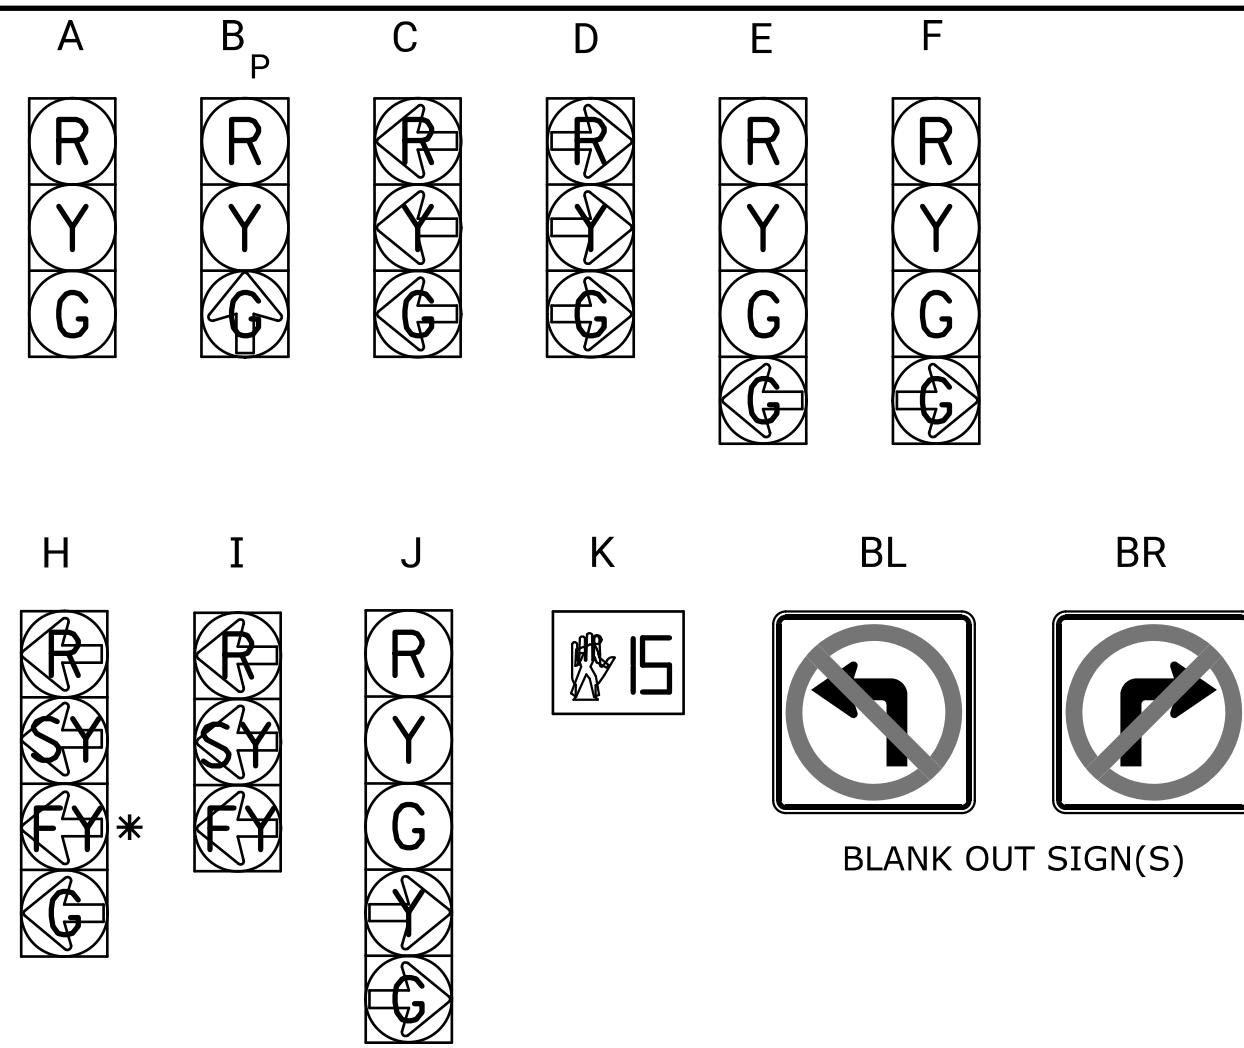 A B P C D E F
R R R R R R
Y Y Y Y Y Y
G G G G G G
G G
H I J K BL BR
R R R 15
SY SY Y
FY * FY G
G Y
G
BLANK OUT SIGN(S)